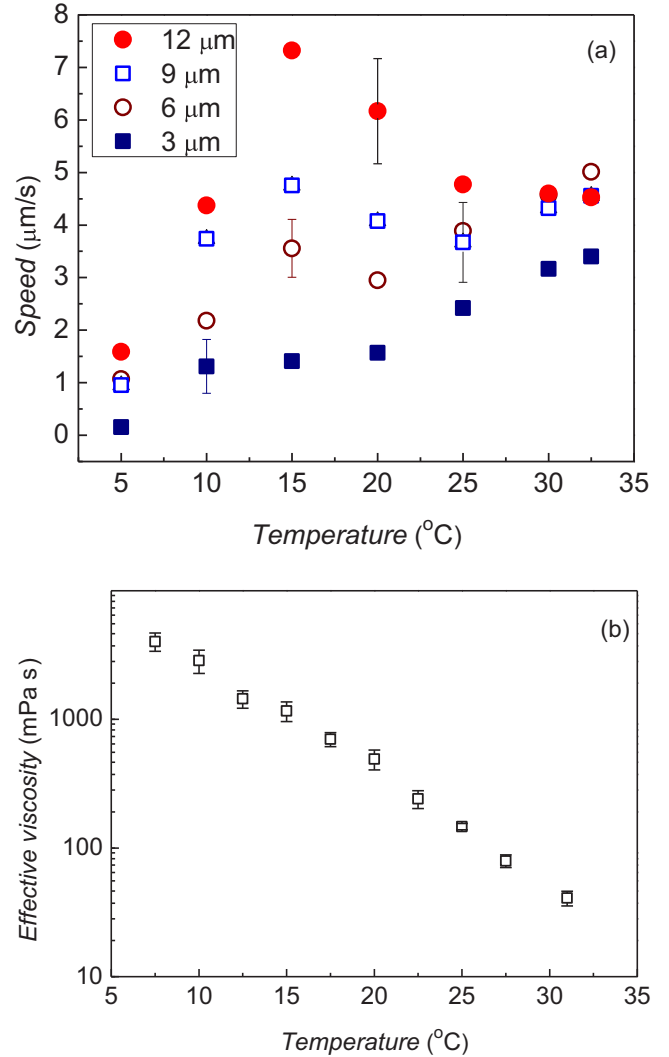 (a)
12 μm
9 μm
6 μm
3 μm
8
7
6
5
4
3
2
1
0
Speed (μm/s)
5 10 15 20 25 30 35
Temperature (°C)
(b)
1000
100
10
Effective viscosity (mPa s)
5 10 15 20 25 30 35
Temperature (°C)